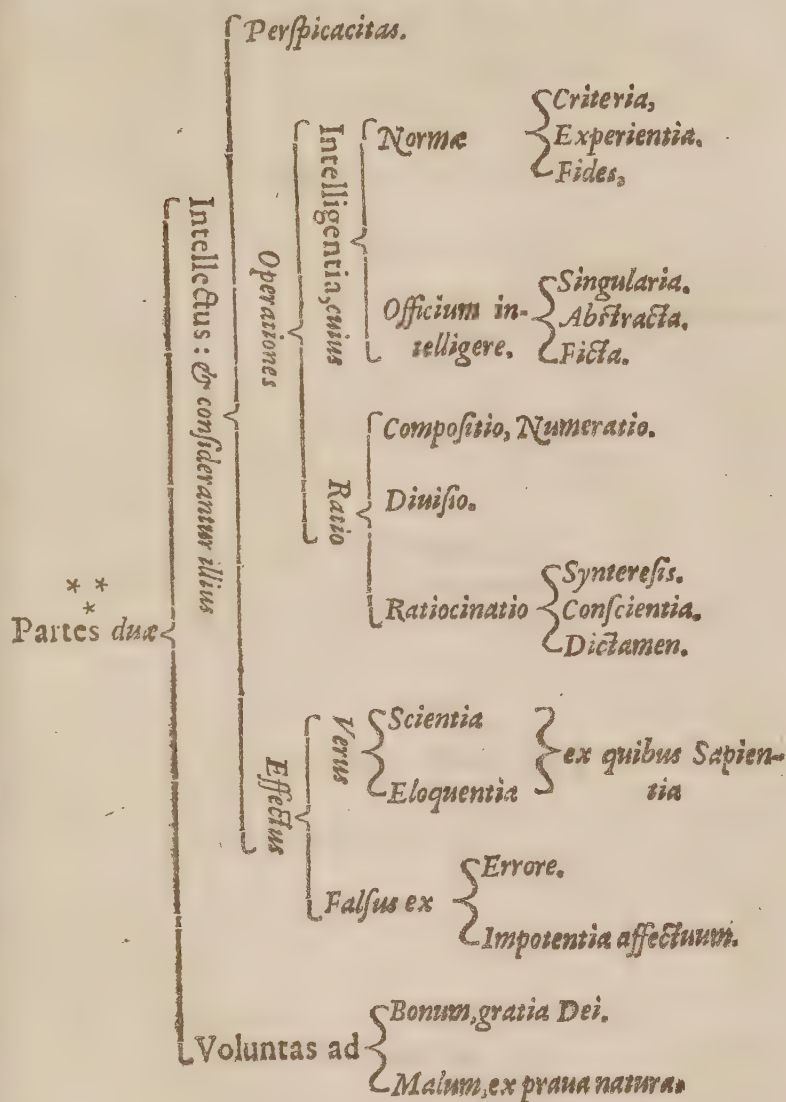 Perſpicacitas.
Intellectus: & conſiderantur illius
Operationes
Intelligentia, cuius
Normæ
Criteria,
Experientia.
Fides,
Officium in-
telligere.
Singularia.
Abſtracta.
Ficta.
Ratio
Compoſitio, Numeratio.
Diuiſio.
Ratiocinatio
Syntereſis.
Conſcientia.
Dictamen.
* *
*
Partes duæ
Effectus
Verus
Scientia
Eloquentia
ex quibus Sapien-
tia
Falſus ex
Errore.
Impotentia affectuum.
Voluntas ad
Bonum, gratia Dei.
Malum, ex praua natura.